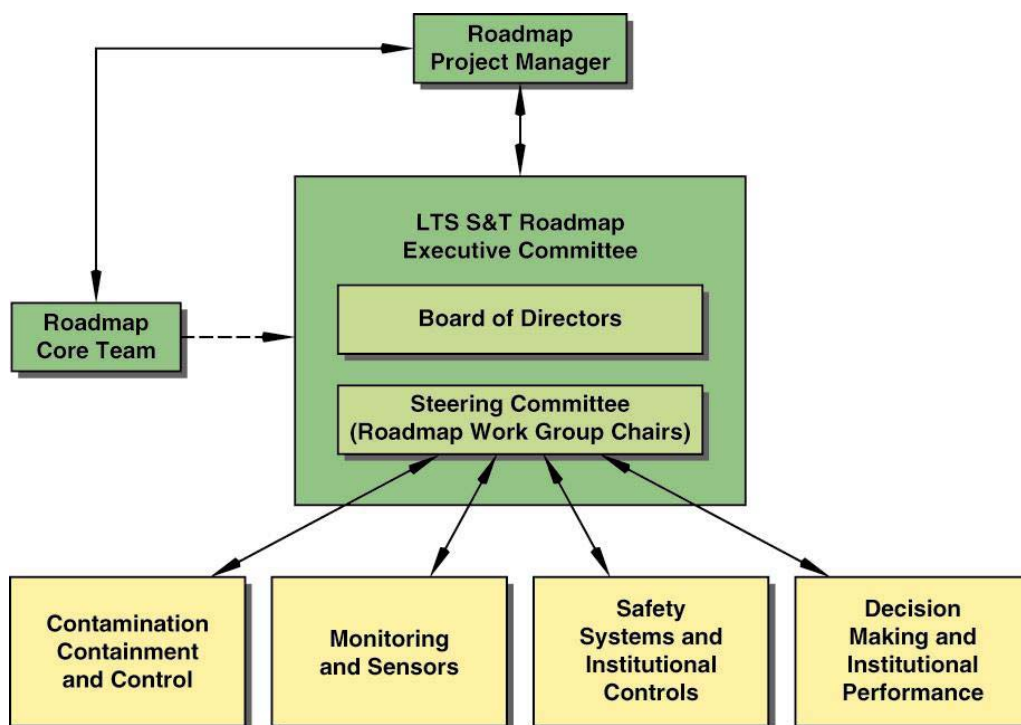 Roadmap
Project Manager
LTS S&T Roadmap
Executive Committee
Board of Directors
Roadmap
Core Team
Steering Committee
(Roadmap Work Group Chairs)
Contamination
Containment
and Control
Monitoring
and Sensors
Safety
Systems and
Institutional
Controls
Decision
Making and
Institutional
Performance